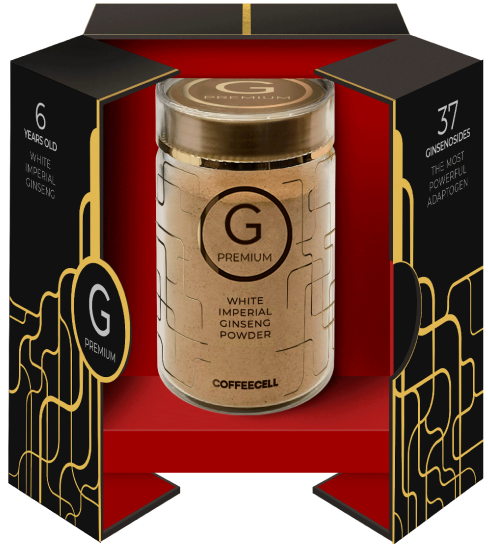 6
YEARS OLD
WHITE
IMPERIAL
GINSENG
G
PREMIUM
G
PREMIUM
G
PREMIUM
WHITE
IMPERIAL
GINSENG
POWDER
COFFEECELL
37
GINSENOSIDES
THE MOST
POWERFUL
ADAPTOGEN